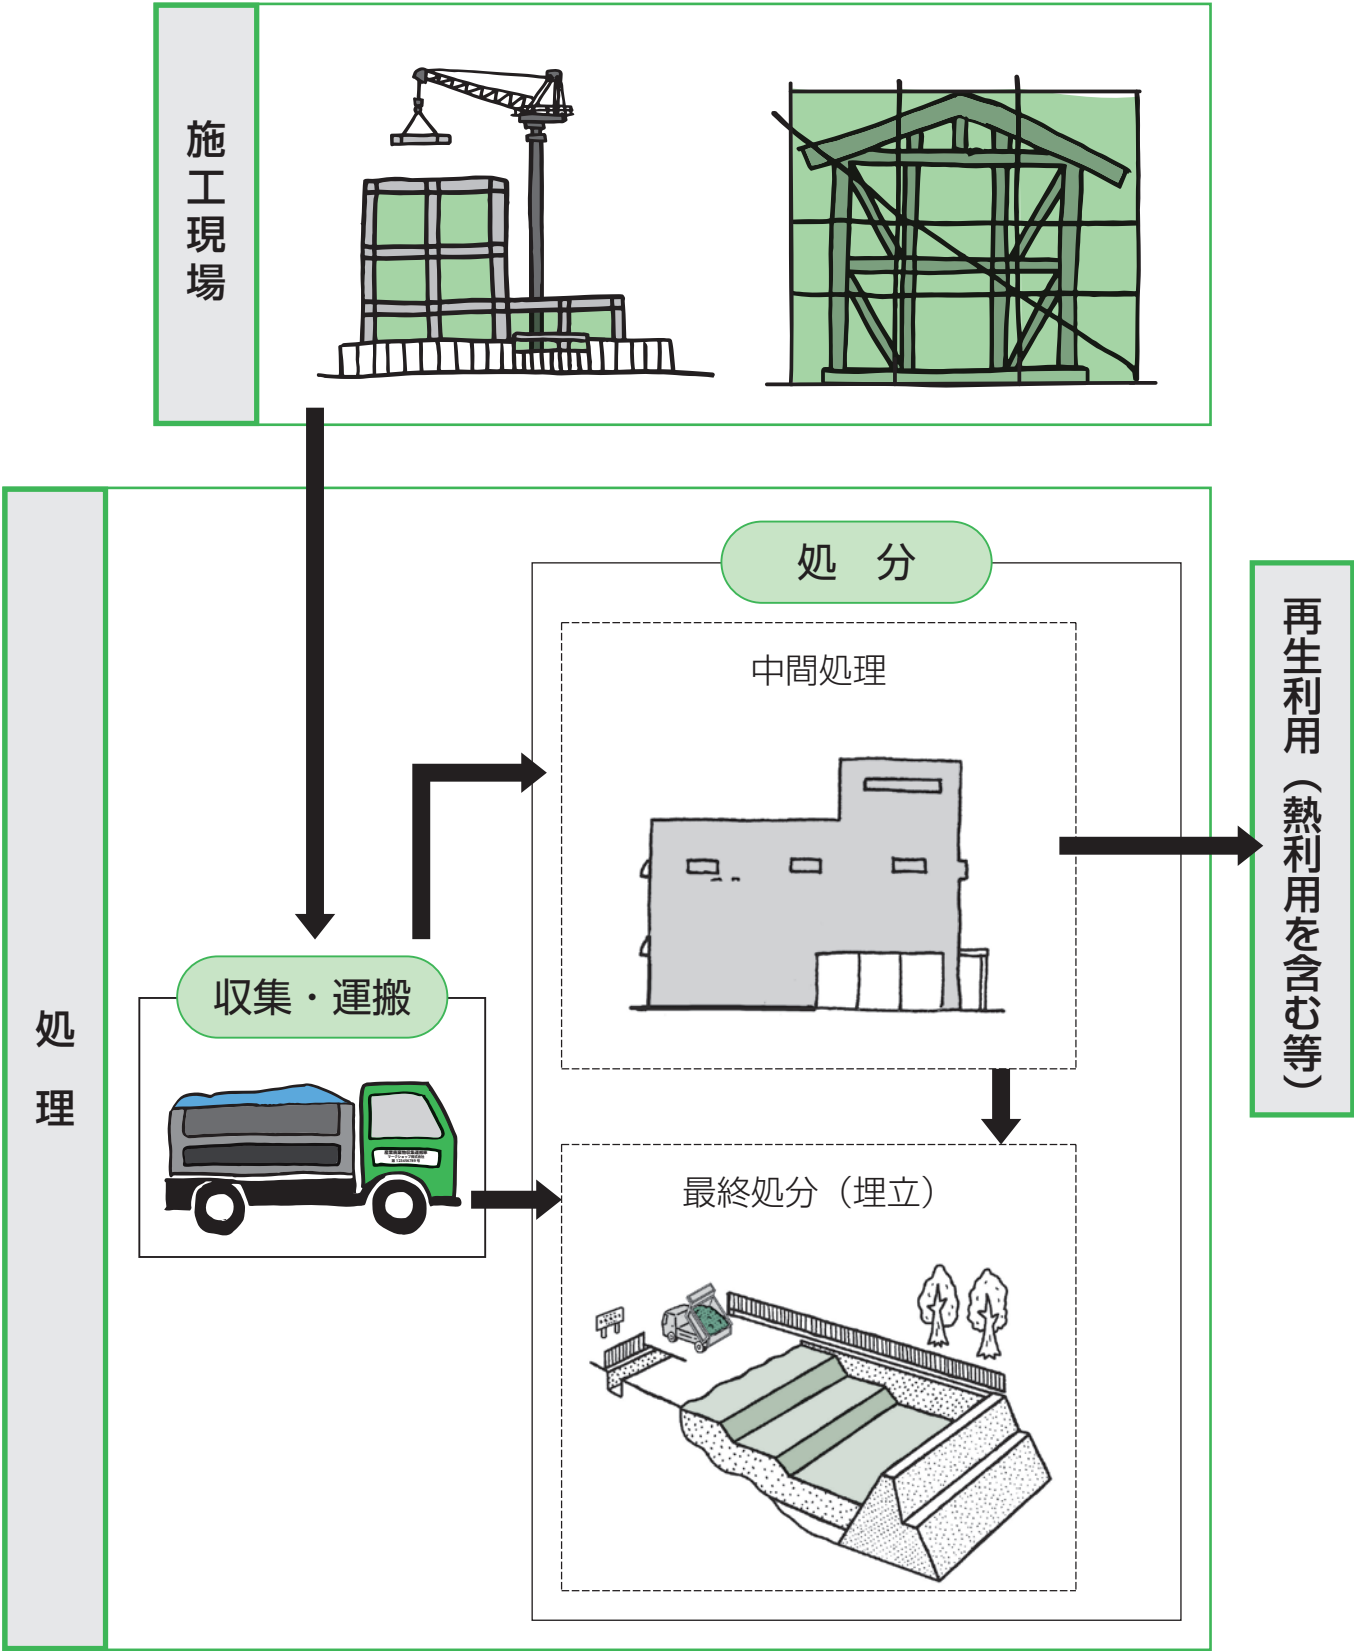 施工現場
処　分
中間処理
再生利用（熱利用を含む等）
収集・運搬
処　理
最終処分（埋立）